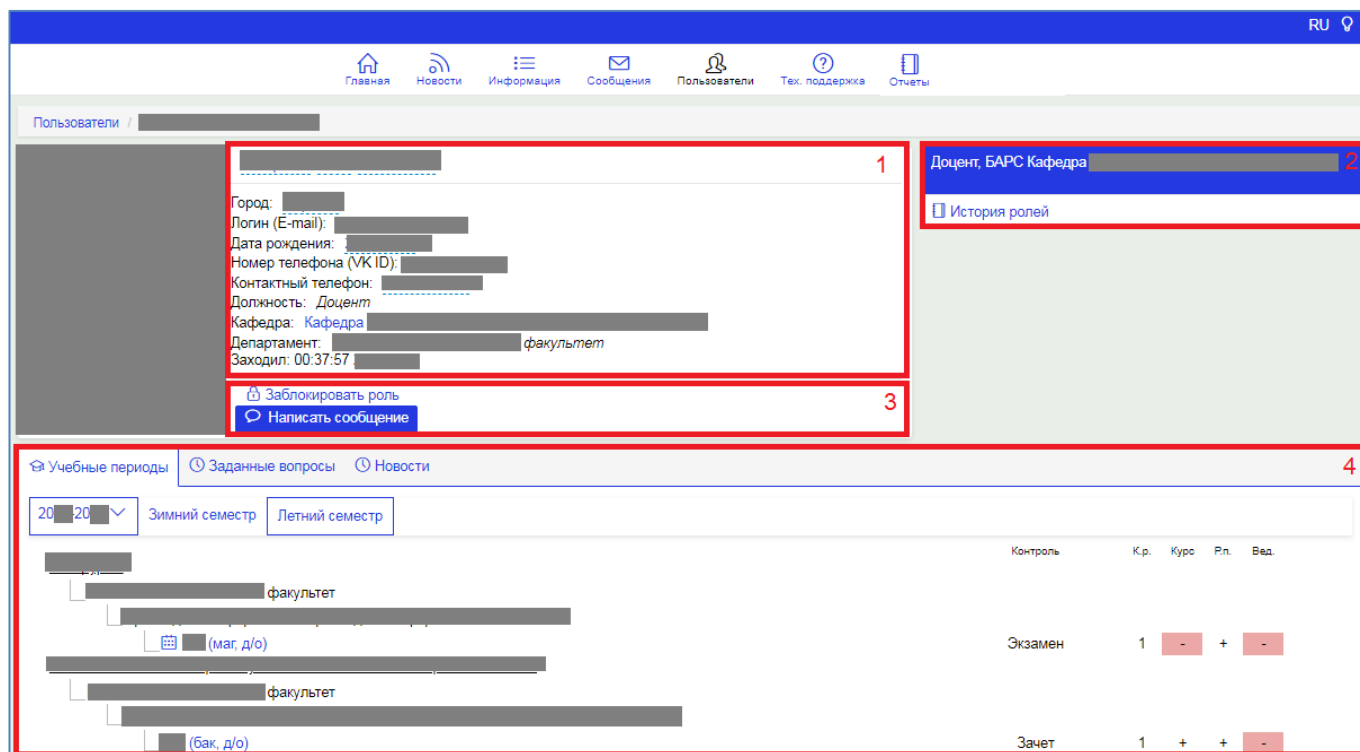 RU
Главная Новости Информация Сообщения Пользователи Тех. поддержка Отчеты
Пользователи /
1
Город:
Логин (E-mail):
Дата рождения:
Номер телефона (VK ID):
Контактный телефон:
Должность: Доцент
Кафедра: Кафедра
Департамент: факультет
Заходил: 00:37:57
Доцент, БАРС Кафедра 2
История ролей
Заблокировать роль 3
Написать сообщение
Учебные периоды Заданные вопросы Новости 4
20 -20 Зимний семестр Летний семестр
Контроль К.р. Курс Р.п. Вед.
факультет
(маг, д/о) Экзамен 1 - + -
факультет
(бак, д/о) Зачет 1 + + -